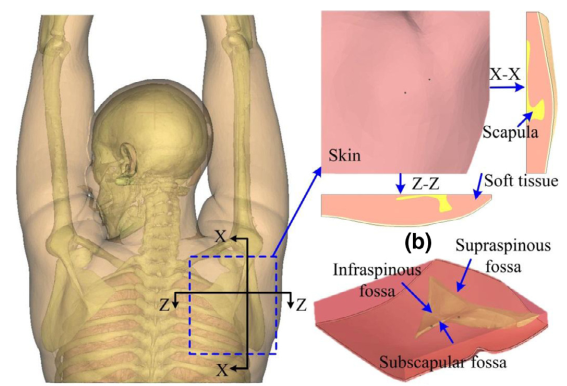 X-X
Scapula
Skin
Z-Z
Soft tissue
(b)
Supraspinous
fossa
Infraspinous
fossa
Subscapular fossa
X
Z
Z
X